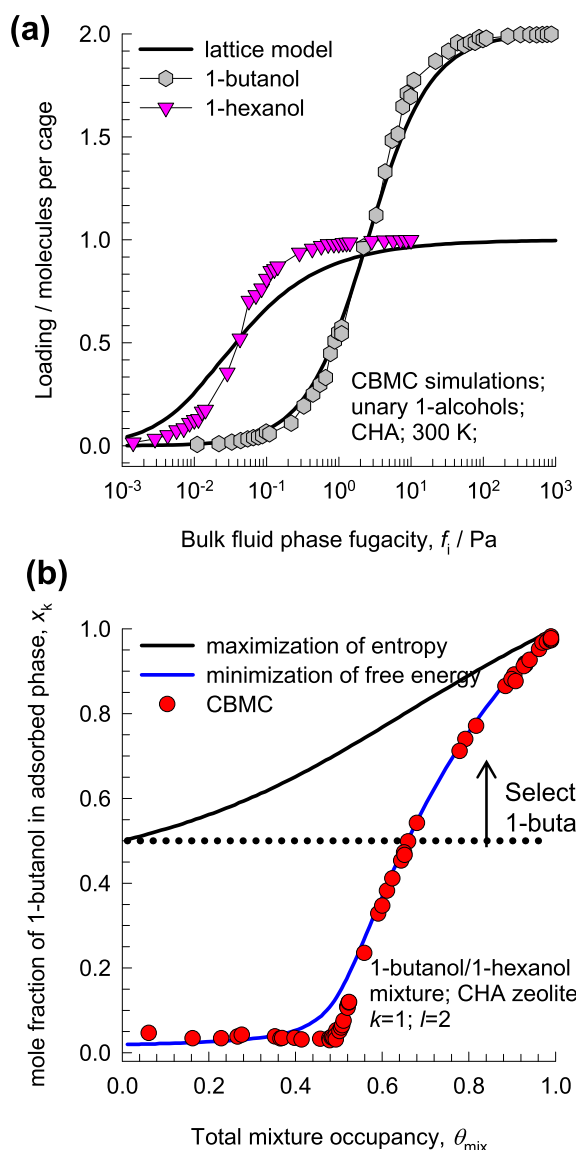 (a)
2.0
1.5
1.0
0.5
0.0
Loading / molecules per cage
lattice model
1-butanol
1-hexanol
CBMC simulations;
unary 1-alcohols;
CHA; 300 K;
10-3 10-2 10-1 100 101 102 103
Bulk fluid phase fugacity, fi / Pa
(b)
1.0
0.8
0.6
0.4
0.2
0.0
mole fraction of 1-butanol in adsorbed phase, xk
maximization of entropy
minimization of free energy
CBMC
Select
1-buta
1-butanol/1-hexanol
mixture; CHA zeolite
k=1; l=2
0.0 0.2 0.4 0.6 0.8 1.0
Total mixture occupancy, θmix